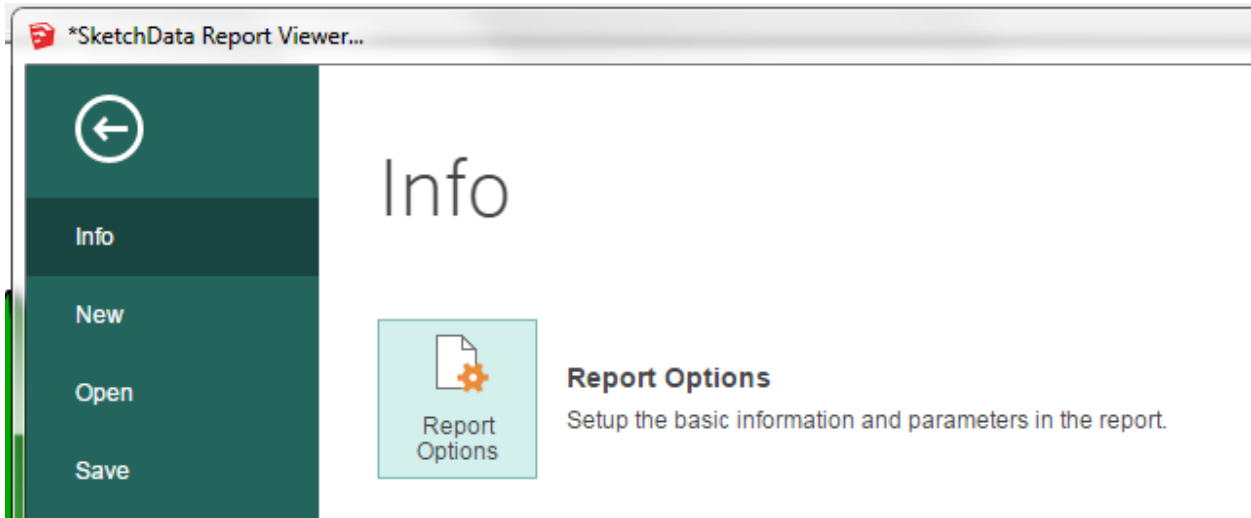 *SketchData Report Viewer...
Info
Info
New
Open
Save
Report
Options
Report Options
Setup the basic information and parameters in the report.